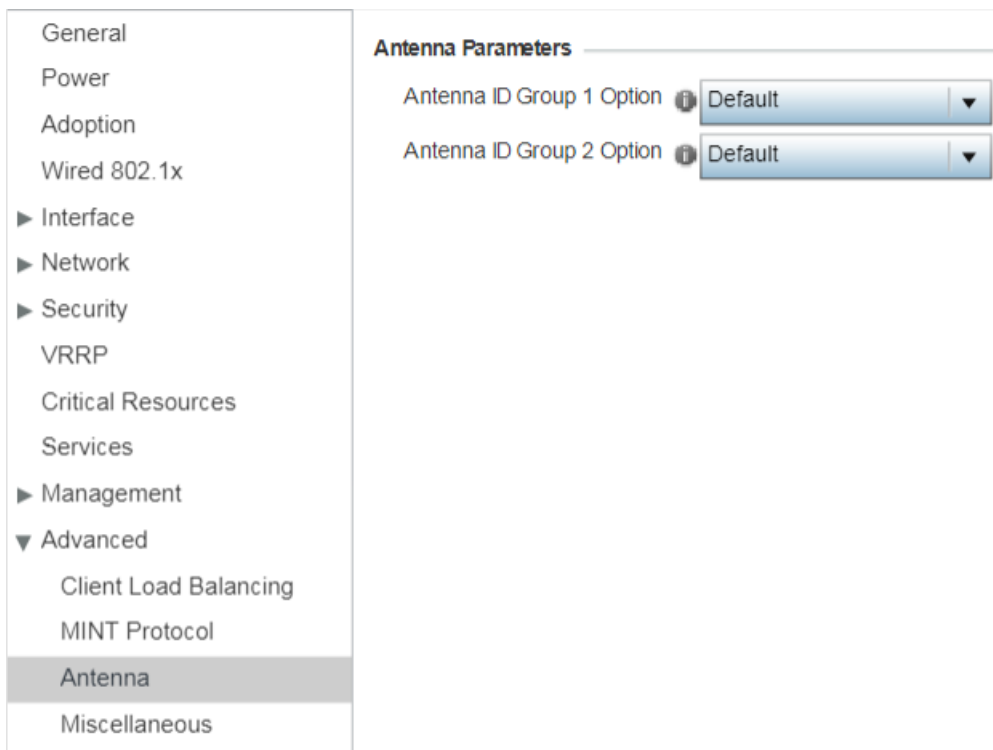 General
Power
Adoption
Wired 802.1x
Interface
Network
Security
VRRP
Critical Resources
Services
Management
Advanced
Client Load Balancing
MINT Protocol
Antenna
Miscellaneous
Antenna Parameters
Antenna ID Group 1 Option Default
Antenna ID Group 2 Option Default